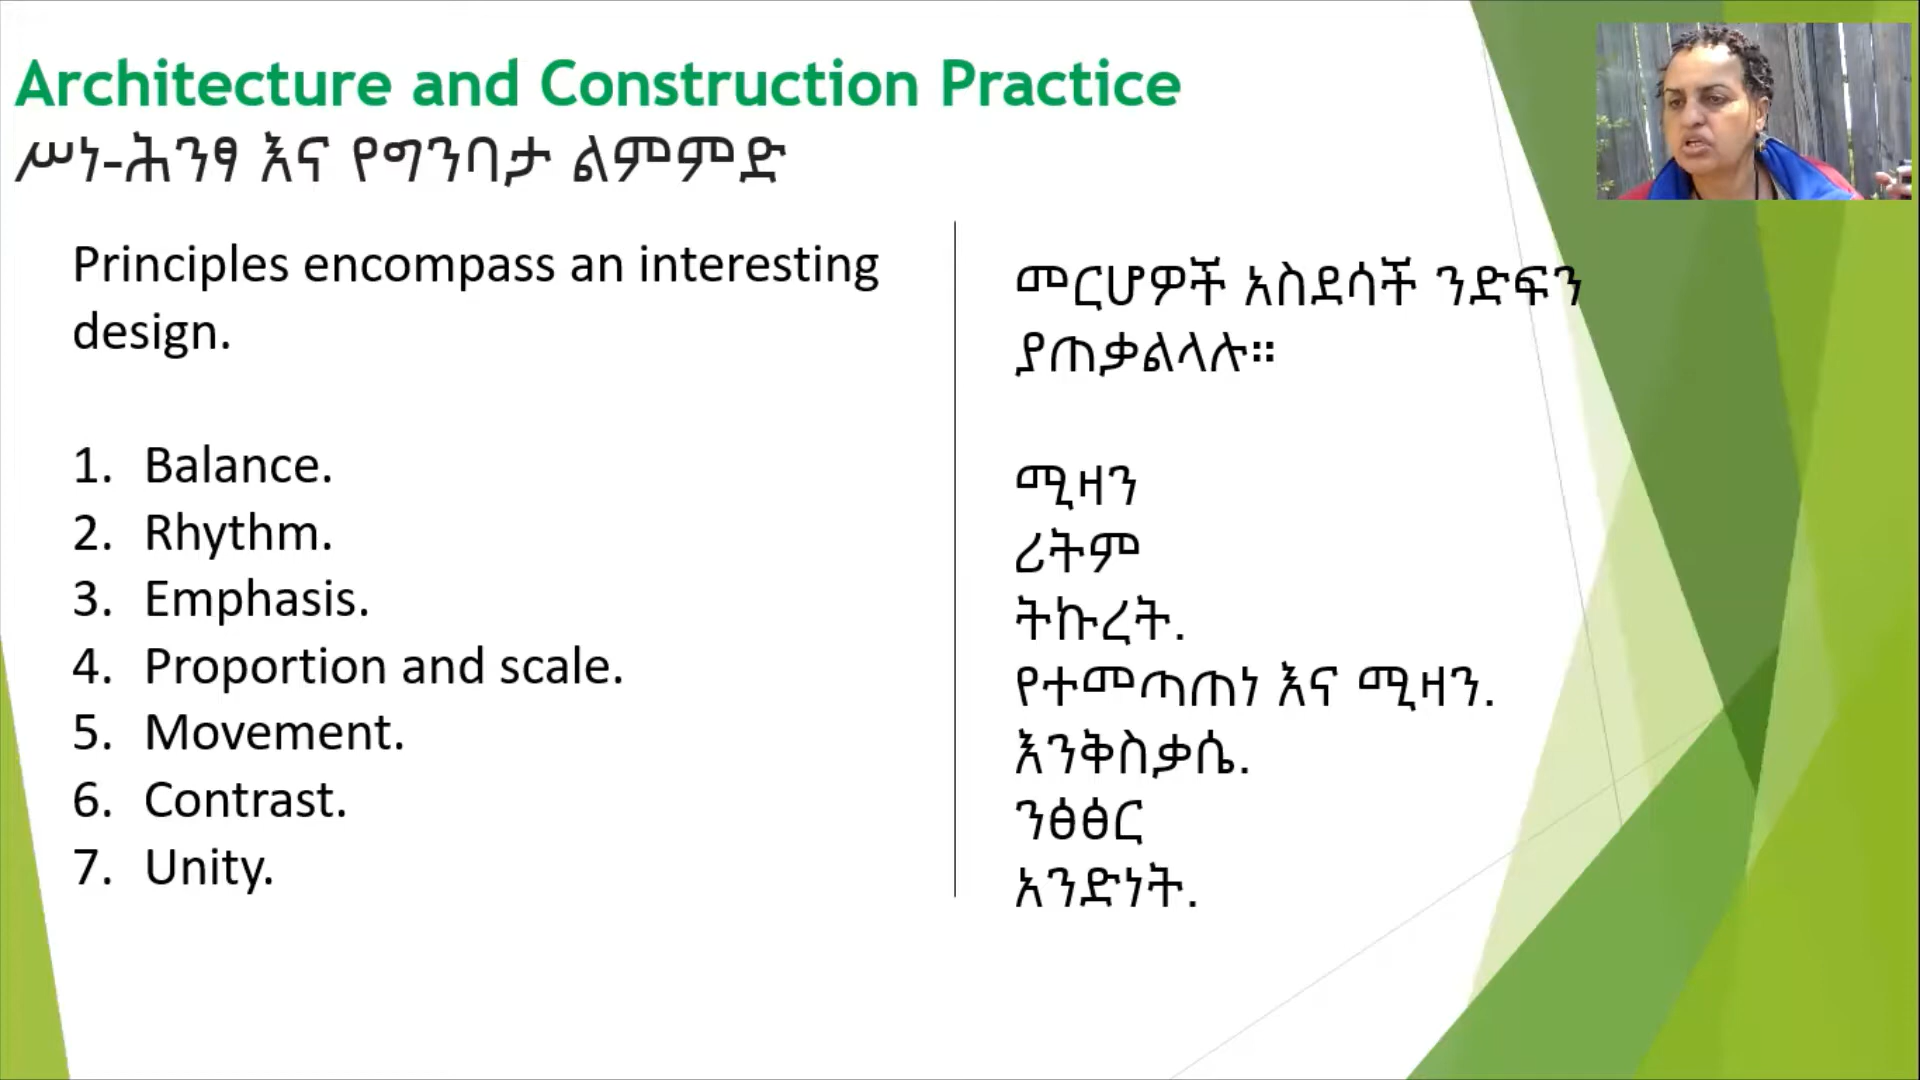 Architecture and Construction Practice
ሥነ-ሕንፃ እና የግንባታ ልምምድ
Principles encompass an interesting
design.
1. Balance.
2. Rhythm.
3. Emphasis.
4. Proportion and scale.
5. Movement.
6. Contrast.
7. Unity.
መርሆዎች አስደሳች ንድፍን
ያጠቃልላሉ።
ሚዛን
ሪትም
ትኩረት.
የተመጣጠነ እና ሚዛን.
እንቅስቃሴ.
ንፅፅር
አንድነት.